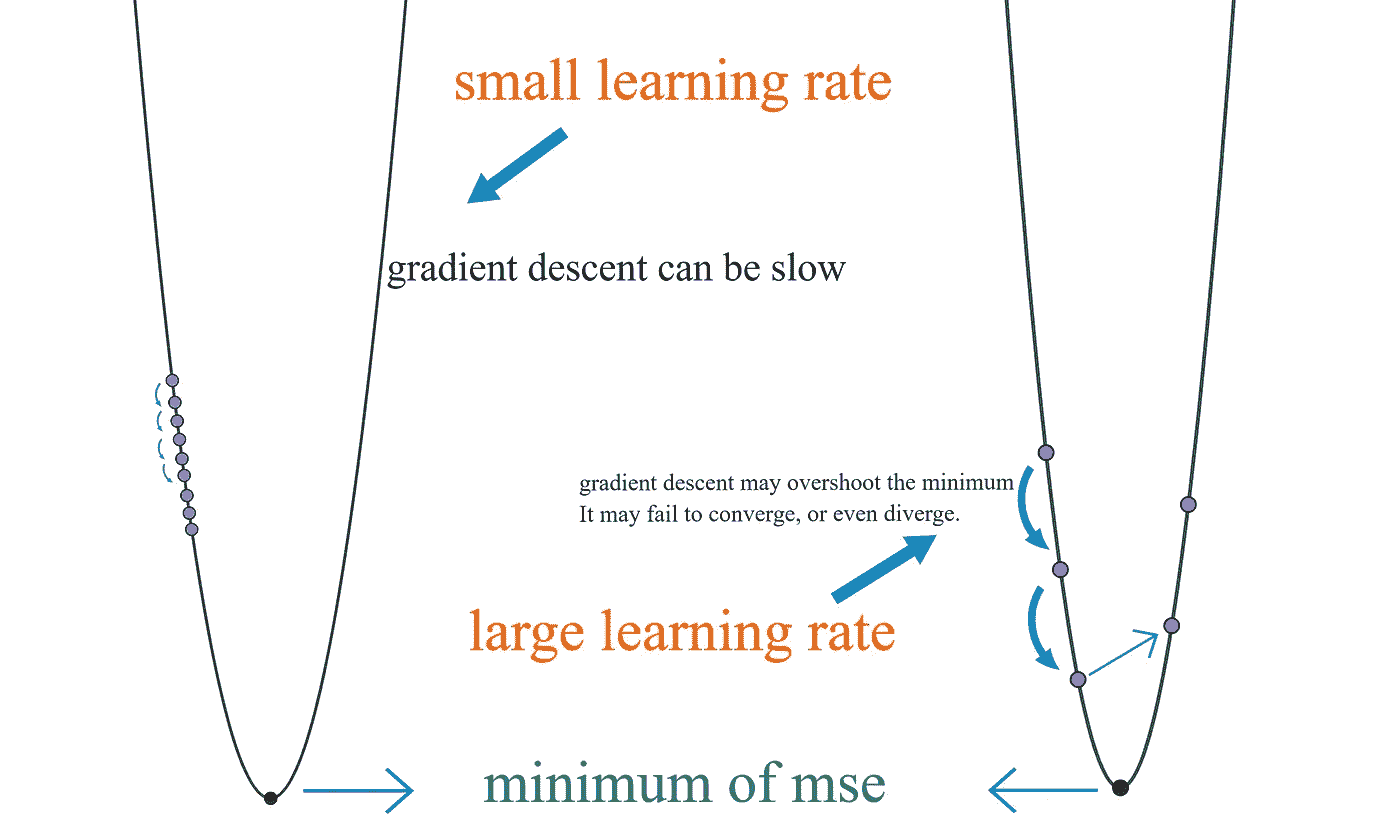 small learning rate
gradient descent can be slow
gradient descent may overshoot the minimum
It may fail to converge, or even diverge.
large learning rate
minimum of mse